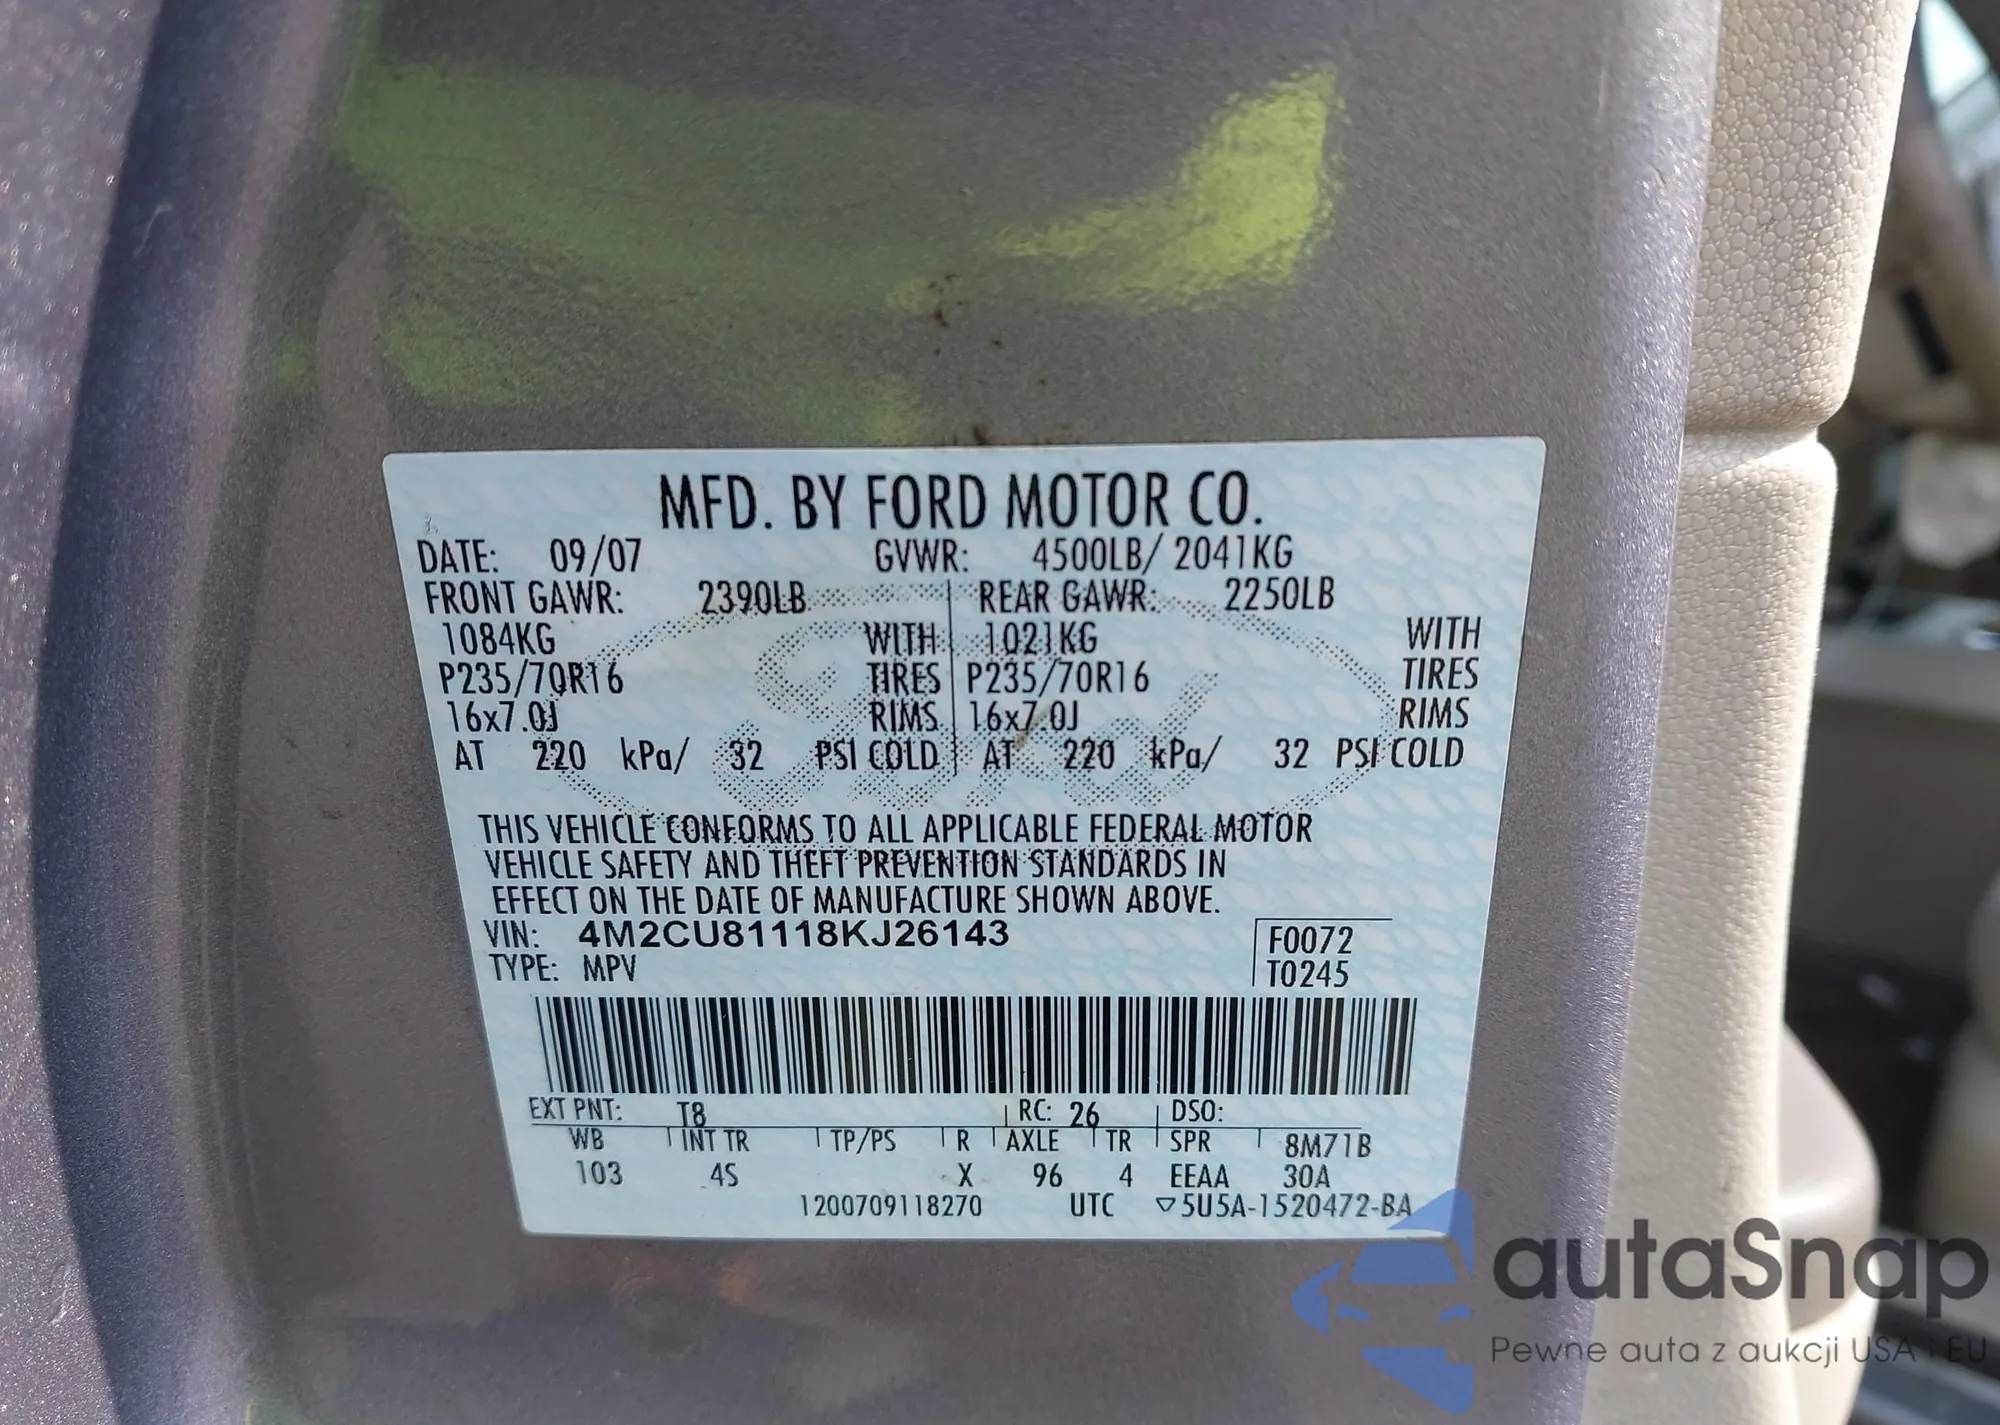 MFD. BY FORD MOTOR CO.
DATE: 09/07 GVWR: 4500LB/ 2041KG
FRONT GAWR: 2390LB REAR GAWR: 2250LB
1084KG WITH 1021KG WITH
P235/70R16 TIRES P235/70R16 TIRES
16x7.0J RIMS 16x7.0J RIMS
AT 220 kPa/ 32 PSI COLD AT 220 kPa/ 32 PSI COLD
THIS VEHICLE CONFORMS TO ALL APPLICABLE FEDERAL MOTOR
VEHICLE SAFETY AND THEFT PREVENTION STANDARDS IN
EFFECT ON THE DATE OF MANUFACTURE SHOWN ABOVE.
VIN: 4M2CU81118KJ26143 F0072
TYPE: MPV T0245
EXT PNT: T8 RC: 26 DSO:
WB INT TR TP/PS R AXLE TR SPR 8M71B
103 4S X 96 4 EEAA 30A
1200709118270 UTC ▽5U5A-1520472-BA
Ford
autaSnap
Pewne auta z aukcji USA i EU